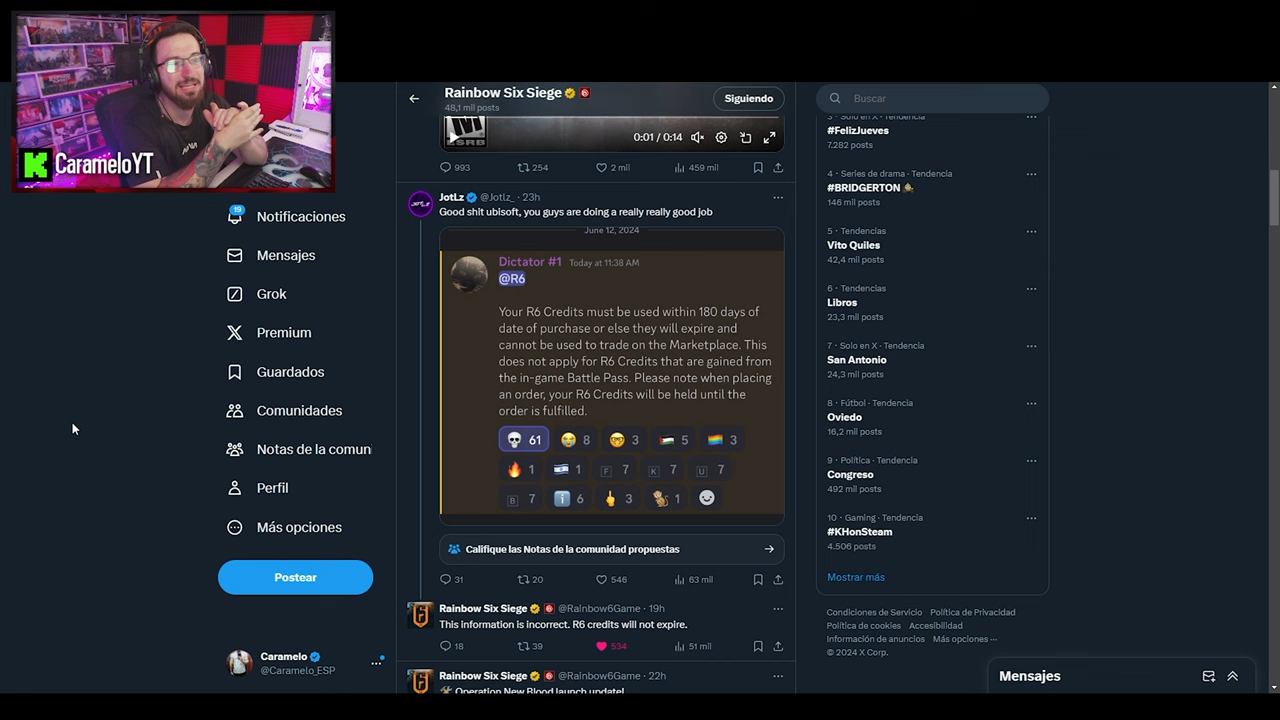 CarameloYT
Notificaciones
19
Mensajes
Grok
Premium
Guardados
Comunidades
Notas de la comun
Perfil
Más opciones
Postear
Caramelo
@Caramelo_ESP
Rainbow Six Siege
48,1 mil posts
Siguiendo
0:01 / 0:14
993
254
2 mil
459 mil
JotLz @JotLz_ · 23h
Good shit ubisoft, you guys are doing a really really good job
June 12, 2024
Dictator #1 Today at 11:38 AM
@R6
Your R6 Credits must be used within 180 days of
date of purchase or else they will expire and
cannot be used to trade on the Marketplace. This
does not apply for R6 Credits that are gained from
the in-game Battle Pass. Please note when placing
an order, your R6 Credits will be held until the
order is fulfilled.
61 8 3 5 3
1 1 F 7 K 7 U 7
B 7 6 3 1
Califique las Notas de la comunidad propuestas
31
20
546
63 mil
Rainbow Six Siege @Rainbow6Game · 19h
This information is incorrect. R6 credits will not expire.
18
39
534
51 mil
Rainbow Six Siege @Rainbow6Game · 22h
Operation New Blood launch update!
Buscar
3 · Solo en X · Tendencia
#FelizJueves
7.282 posts
4 · Series de drama · Tendencia
#BRIDGERTON
146 mil posts
5 · Tendencias
Vito Quiles
42,4 mil posts
6 · Tendencias
Libros
23,3 mil posts
7 · Solo en X · Tendencia
San Antonio
24,3 mil posts
8 · Fútbol · Tendencia
Oviedo
16,2 mil posts
9 · Política · Tendencia
Congreso
492 mil posts
10 · Gaming · Tendencia
#KHonSteam
4.506 posts
Mostrar más
Condiciones de Servicio Política de Privacidad
Política de cookies Accesibilidad
Información de anuncios Más opciones ···
© 2024 X Corp.
Mensajes